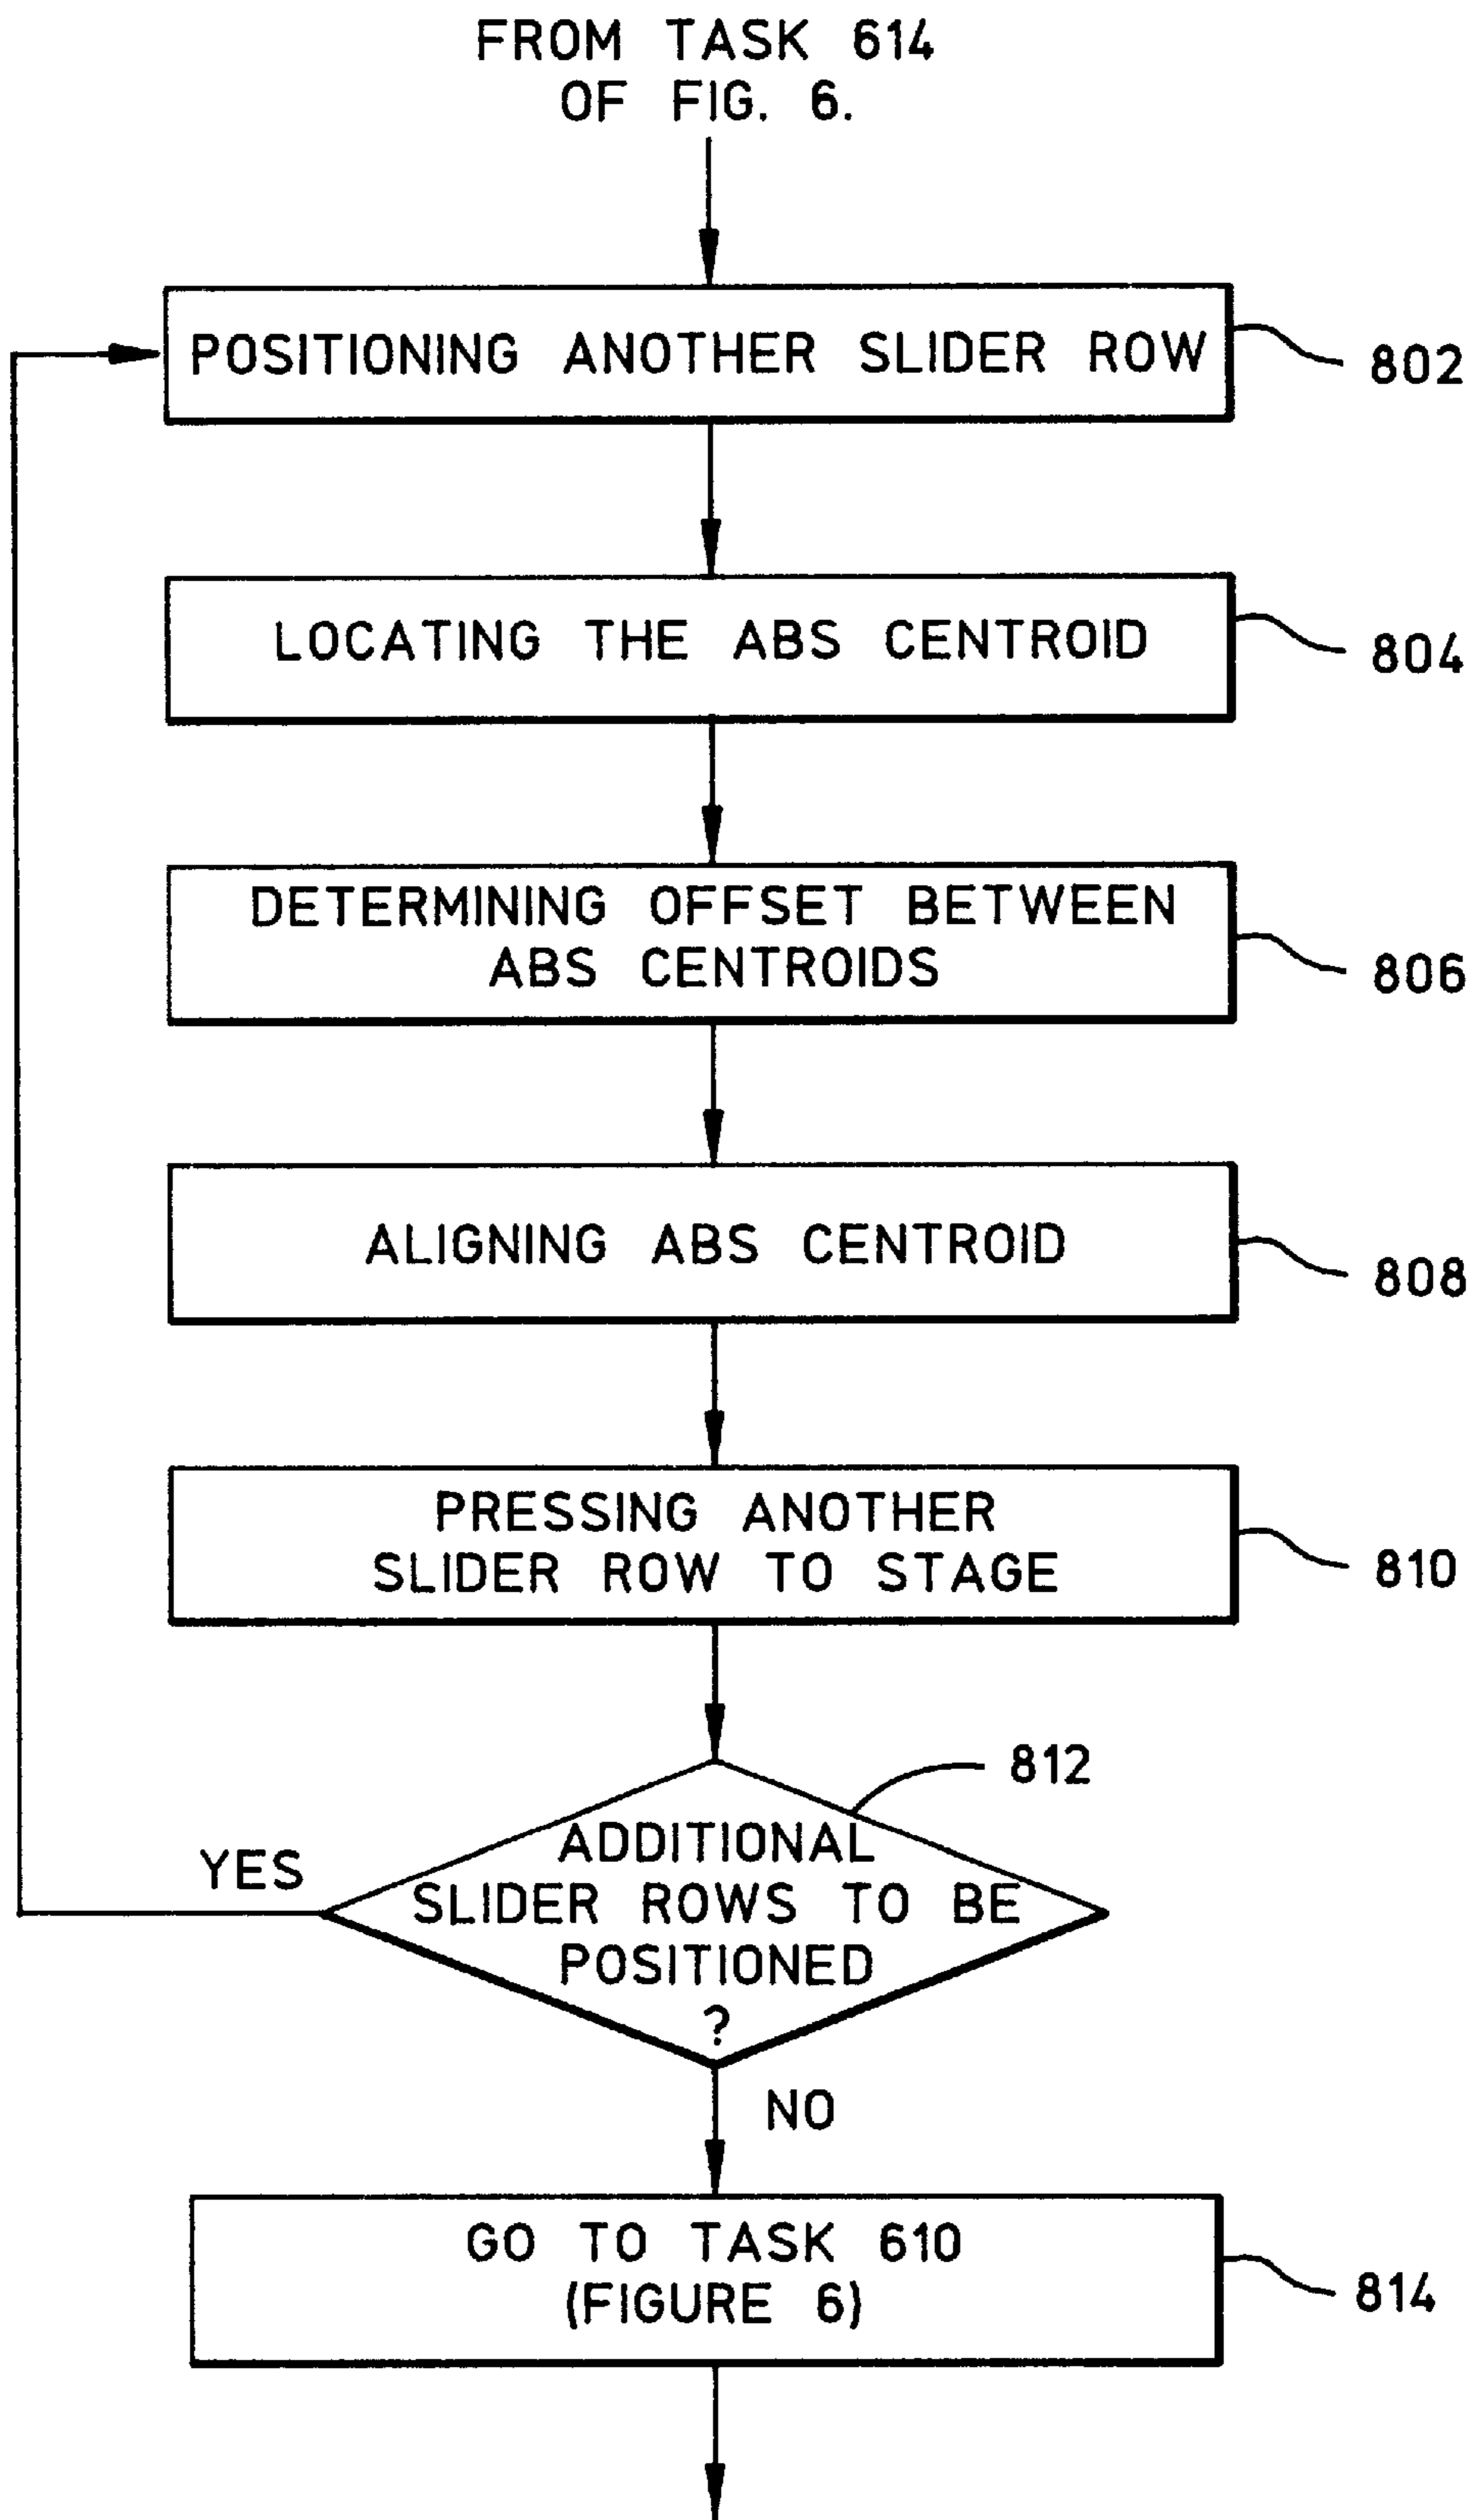 FROM TASK 614
OF FIG. 6.
POSITIONING ANOTHER SLIDER ROW
802
LOCATING THE ABS CENTROID
804
DETERMINING OFFSET BETWEEN
ABS CENTROIDS
806
ALIGNING ABS CENTROID
808
PRESSING ANOTHER
SLIDER ROW TO STAGE
810
812
ADDITIONAL
SLIDER ROWS TO BE
POSITIONED
?
YES
NO
GO TO TASK 610
(FIGURE 6)
814